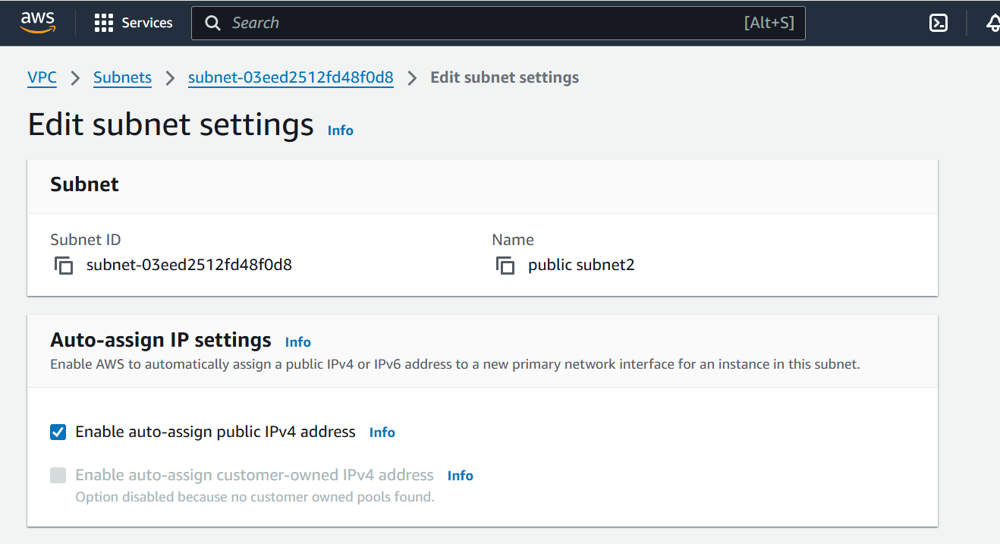 aws Services Search [Alt+S]
VPC Subnets subnet-03eed2512fd48f0d8 Edit subnet settings
Edit subnet settings Info
Subnet
Subnet ID Name
subnet-03eed2512fd48f0d8 public subnet2
Auto-assign IP settings Info
Enable AWS to automatically assign a public IPv4 or IPv6 address to a new primary network interface for an instance in this subnet.
Enable auto-assign public IPv4 address Info
Enable auto-assign customer-owned IPv4 address Info
Option disabled because no customer owned pools found.